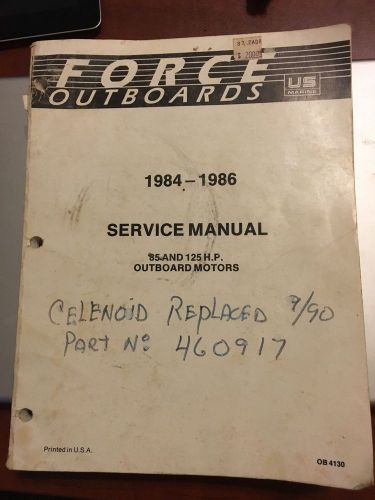 FORCE
OUTBOARDS
US
MARINE
1984-1986
SERVICE MANUAL
85 AND 125 H.P.
OUTBOARD MOTORS
CELENOID REPLACED 9/90
PART No 460917
Printed in U.S.A.
OB 4130